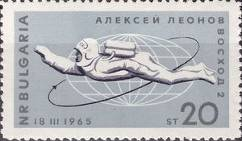 АЛЕКСЕЙ ЛЕОНОВ
ВОСХОД 2
NR BULGARIA
18 III 1965
ST 20